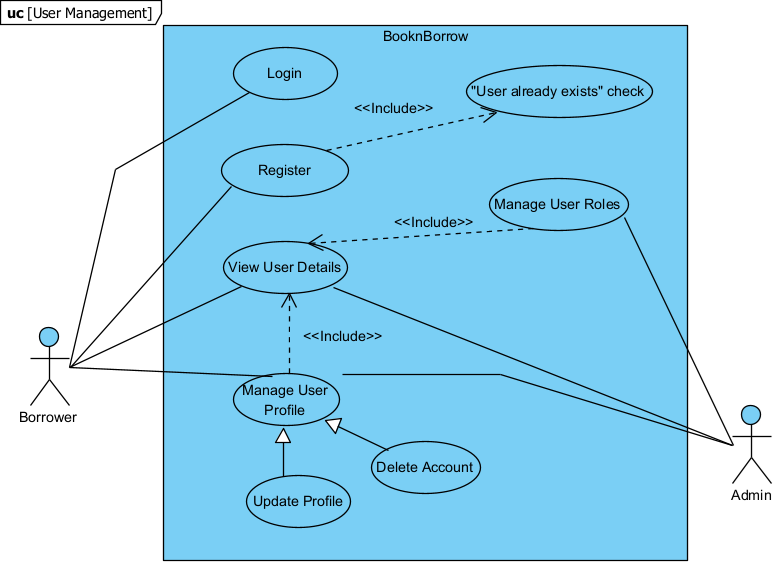 uc [User Management]
BooknBorrow
Login
"User already exists" check
<<Include>>
Register
Manage User Roles
<<Include>>
View User Details
<<Include>>
Manage User
Profile
Borrower
Delete Account
Update Profile
Admin